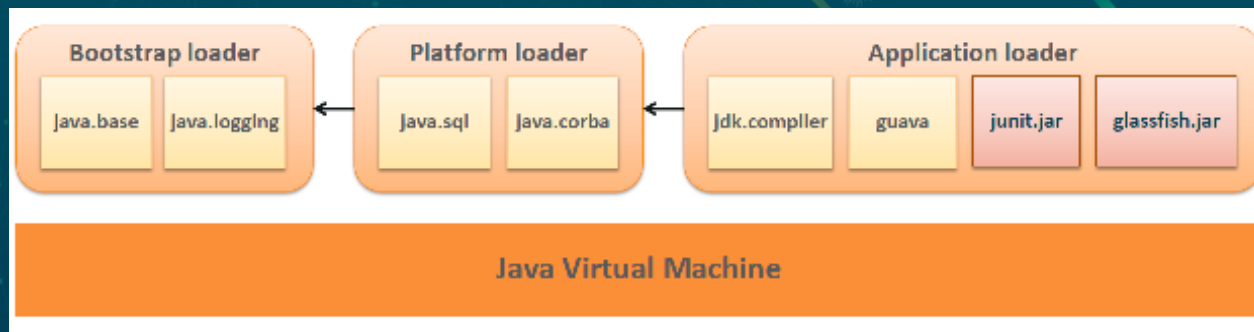 Bootstrap loader
Platform loader
Application loader
java.base
java.logging
java.sql
java.corba
jdk.compiler
guava
junit.jar
glassfish.jar
Java Virtual Machine